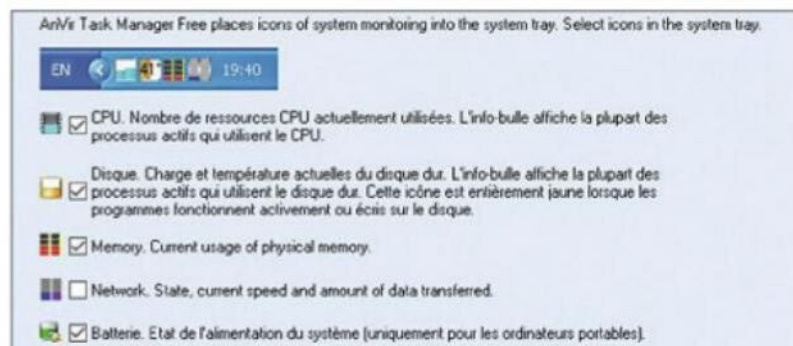 AnVir Task Manager Free places icons of system monitoring into the system tray. Select icons in the system tray.
EN 41° 19:40
CPU. Nombre de ressources CPU actuellement utilisées. L'info-bulle affiche la plupart des
processus actifs qui utilisent le CPU.
Disque. Charge et température actuelles du disque dur. L'info-bulle affiche la plupart des
processus actifs qui utilisent le disque dur. Cette icône est entièrement jaune lorsque les
programmes fonctionnent activement ou écris sur le disque.
Memory. Current usage of physical memory.
Network. State, current speed and amount of data transferred.
Batterie. Etat de l'alimentation du système (uniquement pour les ordinateurs portables).